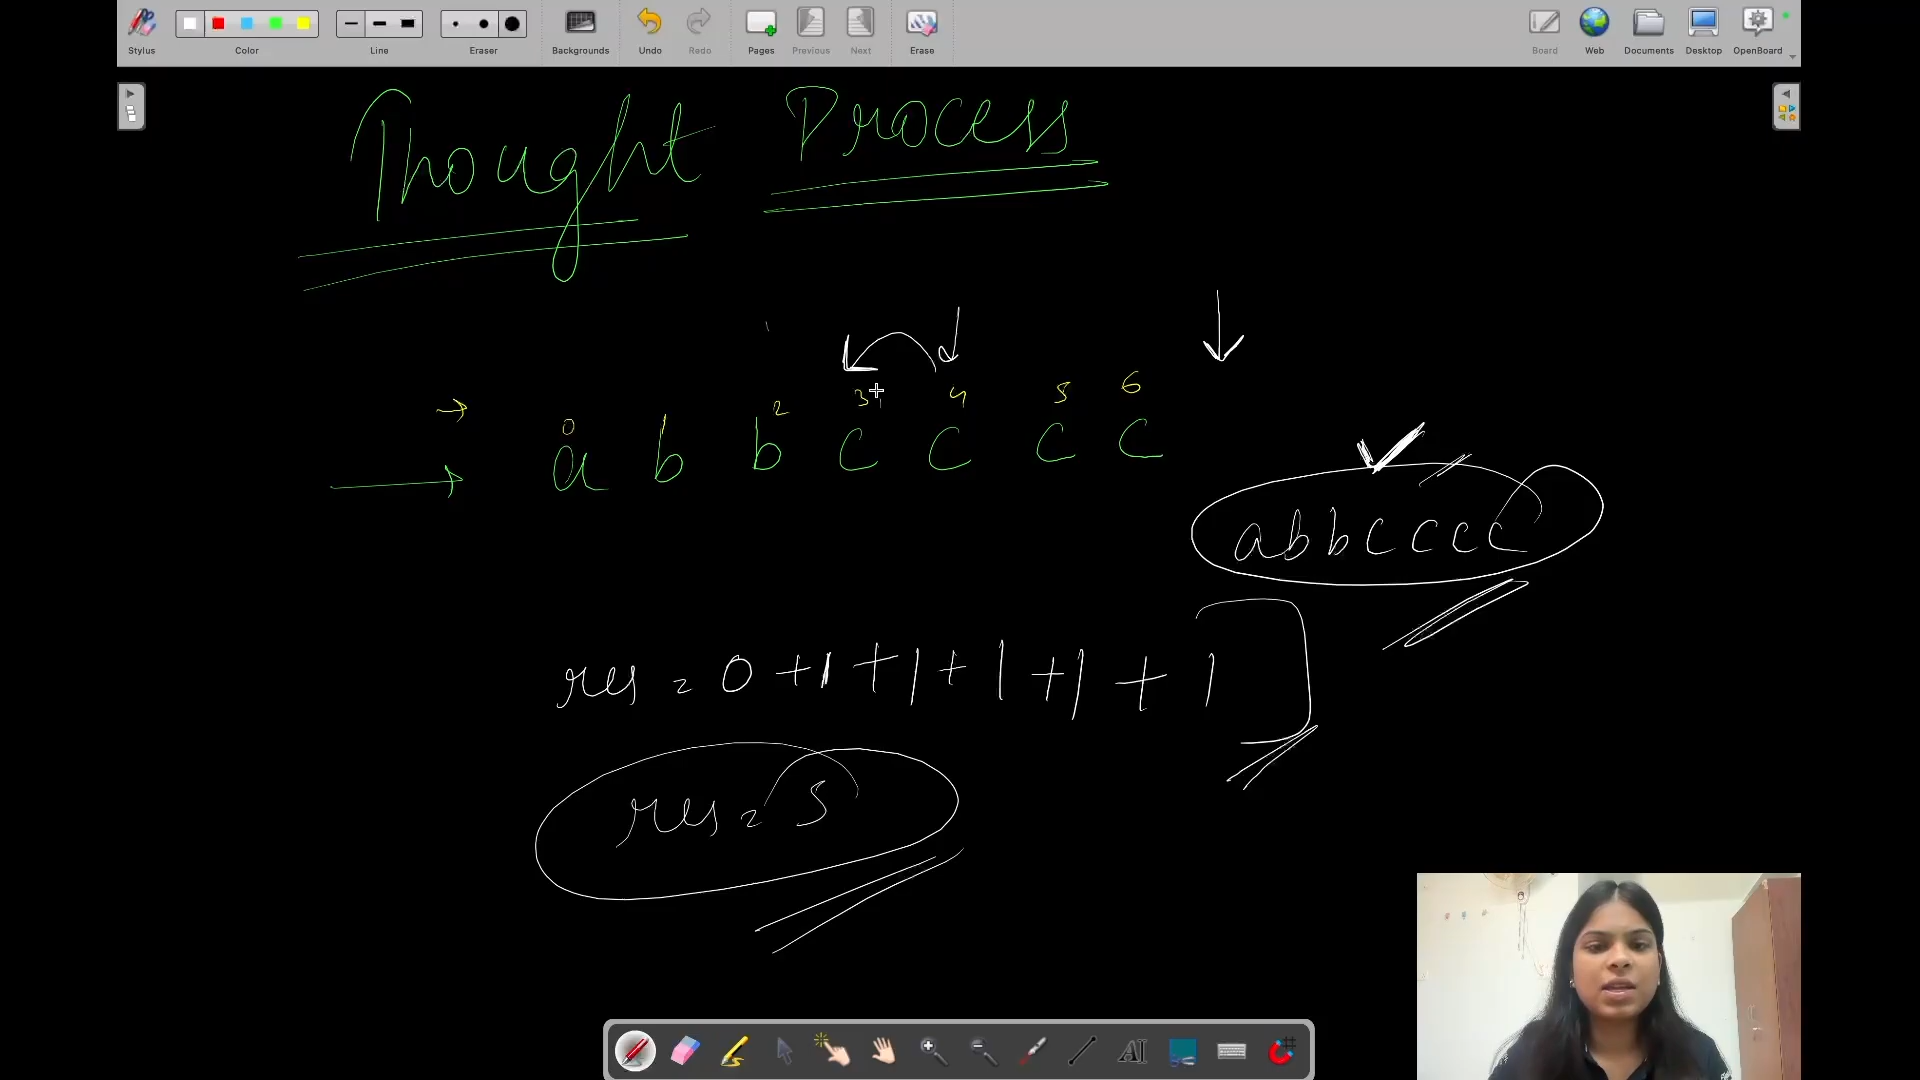 Stylus Color Line Eraser Backgrounds Undo Redo Pages Previous Next Erase Board Web Documents Desktop OpenBoard
Thought Process
0 2 3 4 5 6
a b b c c c c
abbcccc
res = 0 +1 +1 +1 +1 + 1
res = 5